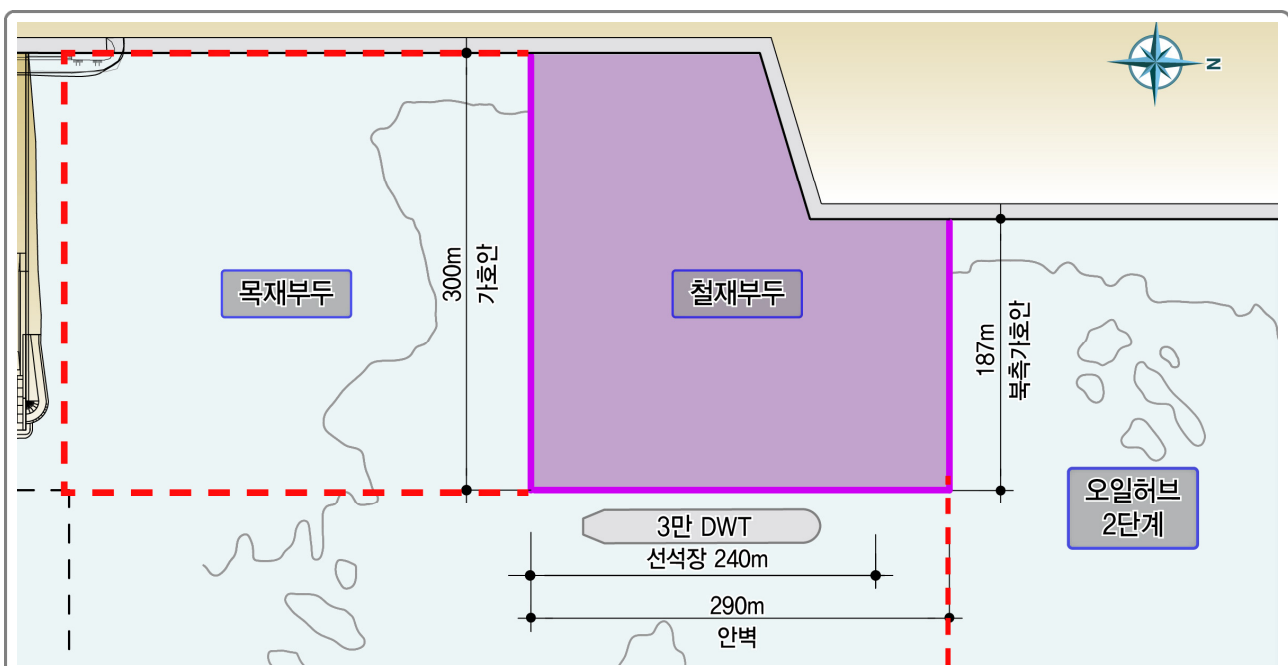 N
목재부두
300m
가호안
철재부두
187m
북측가호안
오일허브
2단계
3만 DWT
선석장 240m
290m
안벽